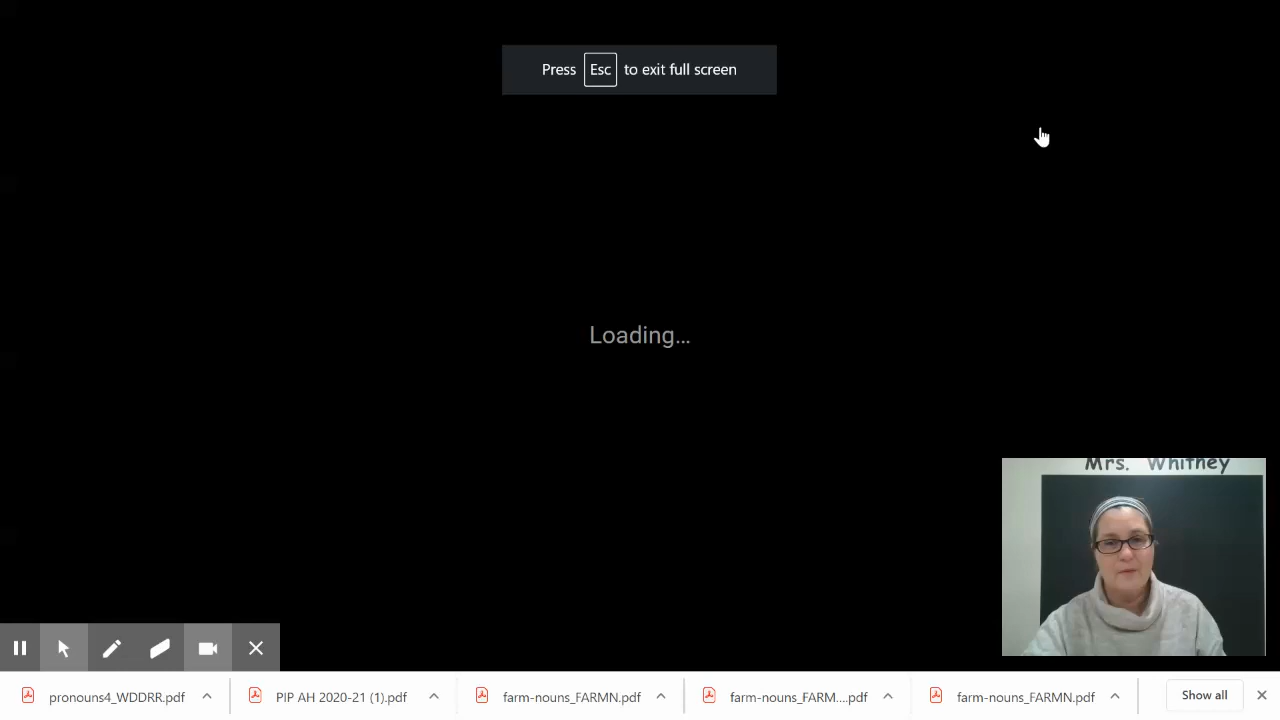 Press Esc to exit full screen
Loading...
Mrs. Whitney
pronouns4_WDDRR.pdf
PIP AH 2020-21 (1).pdf
farm-nouns_FARMN.pdf
farm-nouns_FARM....pdf
farm-nouns_FARMN.pdf
Show all